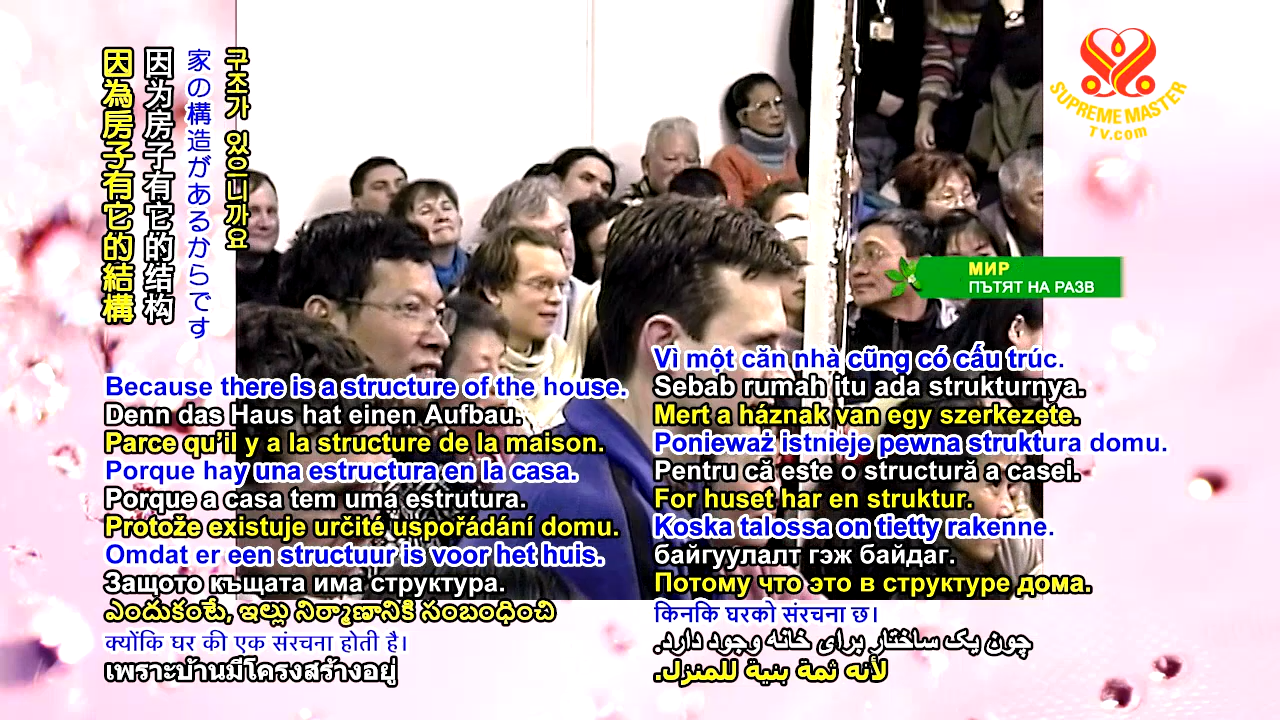 因為房子有它的結構
因为房子有它的结构
家の構造があるからです
구조가 있으니까요
SUPREME MASTER
TV.com
МИР
ПЪТЯТ НА РАЗВ
Because there is a structure of the house.
Denn das Haus hat einen Aufbau.
Parce qu'il y a la structure de la maison.
Porque hay una estructura en la casa.
Porque a casa tem uma estrutura.
Protože existuje určité uspořádání domu.
Omdat er een structuur is voor het huis.
Защото къщата има структура.
ఎందుకంటే, ఇల్లు నిర్మాణానికి సంబంధించి
क्योंकि घर की एक संरचना होती है।
เพราะบ้านมีโครงสร้างอยู่
Vì một căn nhà cũng có cấu trúc.
Sebab rumah itu ada strukturnya.
Mert a háznak van egy szerkezete.
Ponieważ istnieje pewna struktura domu.
Pentru că este o structură a casei.
For huset har en struktur.
Koska talossa on tietty rakenne.
байгуулалт гэж байдаг.
Потому что это в структуре дома.
किनकि घरको संरचना छ।
چون یک ساختار برای خانه وجود دارد.
لأنه ثمة بنية للمنزل.